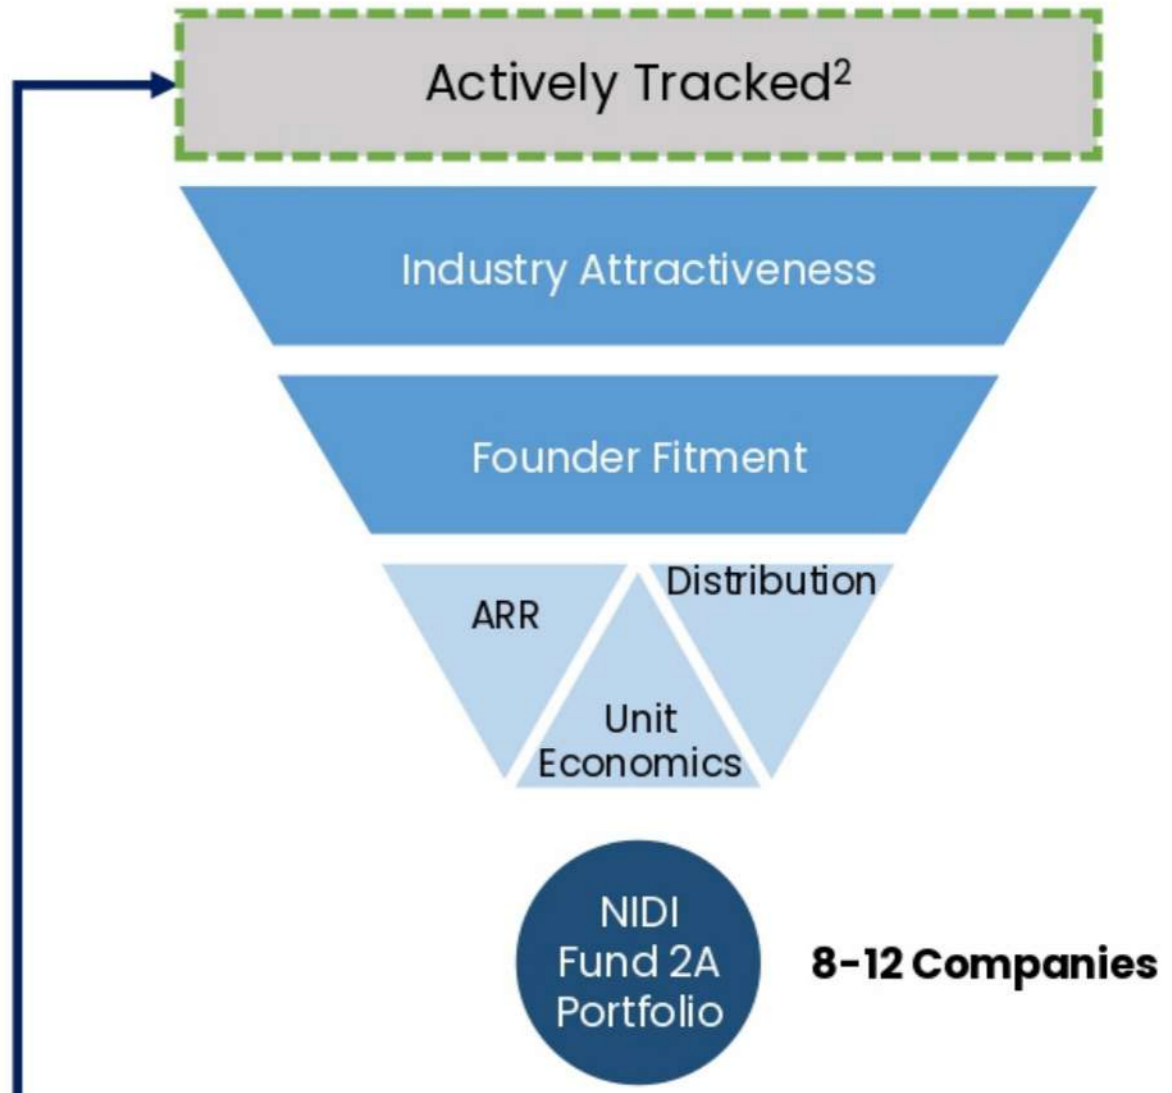 Actively Tracked²
Industry Attractiveness
Founder Fitment
ARR
Distribution
Unit
Economics
NIDI
Fund 2A
Portfolio
8-12 Companies